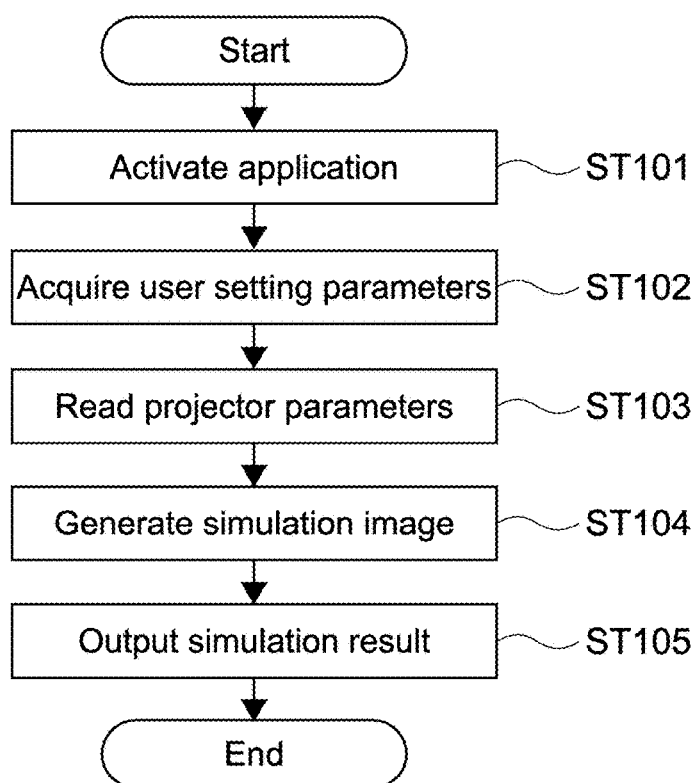 Start
Activate application ST101
Acquire user setting parameters ST102
Read projector parameters ST103
Generate simulation image ST104
Output simulation result ST105
End